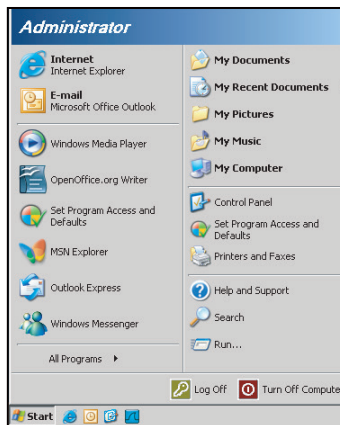 Administrator
Internet
Internet Explorer
E-mail
Microsoft Office Outlook
Windows Media Player
OpenOffice.org Writer
Set Program Access and
Defaults
MSN Explorer
Outlook Express
Windows Messenger
All Programs
My Documents
My Recent Documents
My Pictures
My Music
My Computer
Control Panel
Set Program Access and
Defaults
Printers and Faxes
Help and Support
Search
Run...
Log Off
Turn Off Compute
Start